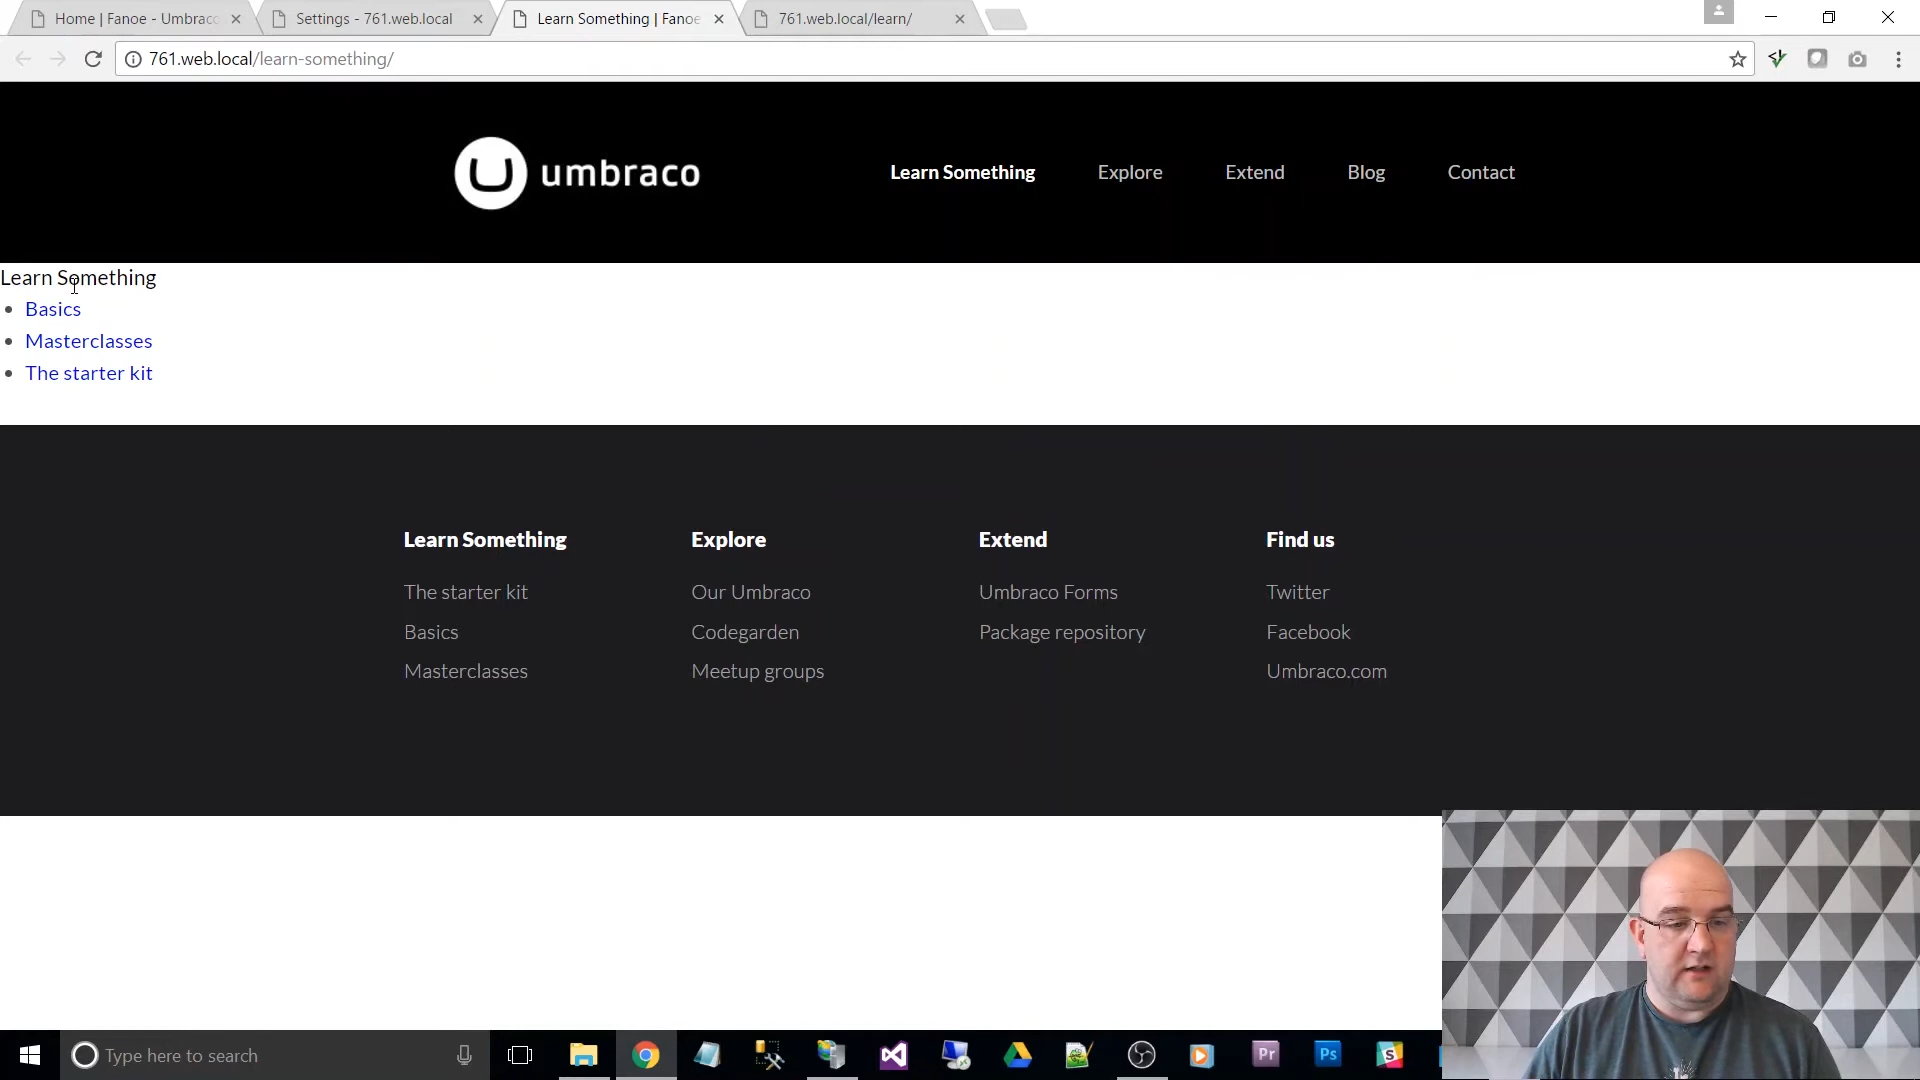 Home | Fanoe - Umbraco
Settings - 761.web.local
Learn Something | Fanoe
761.web.local/learn/
761.web.local/learn-something/
umbraco
Learn Something
Explore
Extend
Blog
Contact
Learn Something
Basics
Masterclasses
The starter kit
Learn Something
The starter kit
Basics
Masterclasses
Explore
Our Umbraco
Codegarden
Meetup groups
Extend
Umbraco Forms
Package repository
Find us
Twitter
Facebook
Umbraco.com
Type here to search
Pr
Ps